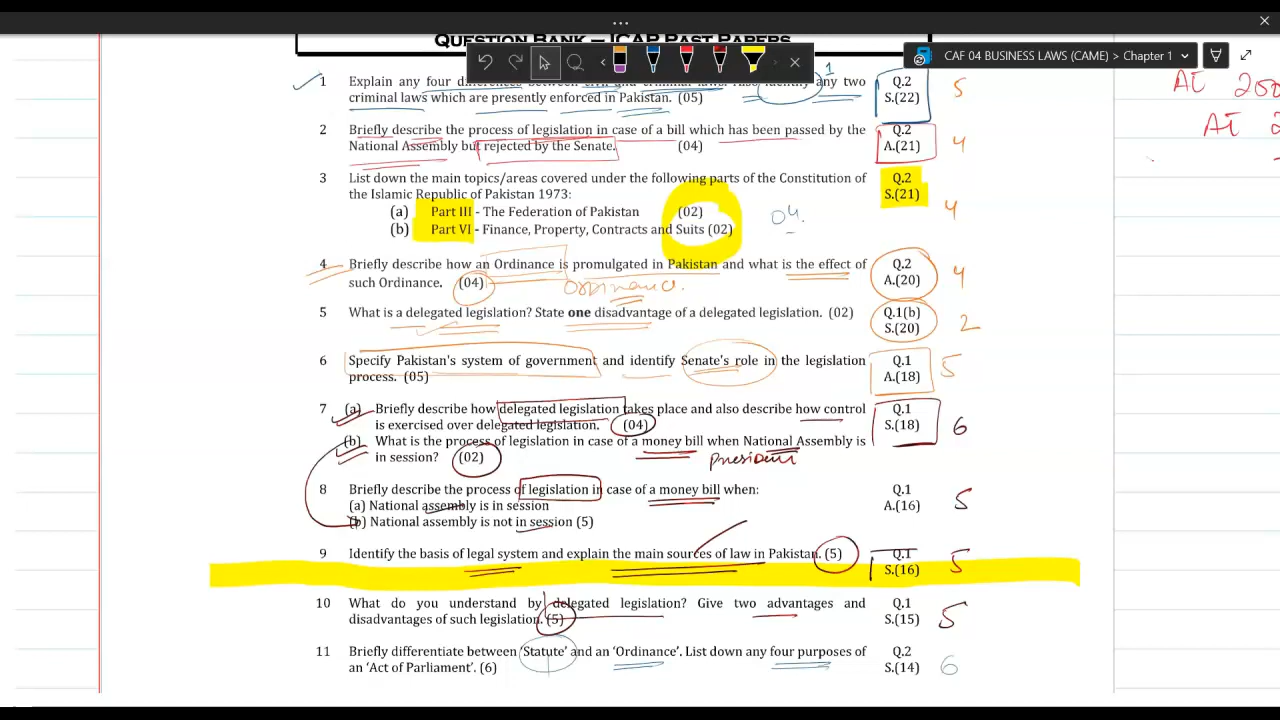 QUESTION BANK – ICAP PAST PAPERS
CAF 04 BUSINESS LAWS (CAME) > Chapter 1
1 Explain any four differences between civil and criminal laws. Also identify any two Q.2 5
criminal laws which are presently enforced in Pakistan. (05) S.(22)
1
2 Briefly describe the process of legislation in case of a bill which has been passed by the Q.2
National Assembly but rejected by the Senate. (04) A.(21) 4
3 List down the main topics/areas covered under the following parts of the Constitution of Q.2
the Islamic Republic of Pakistan 1973: S.(21)
(a) Part III - The Federation of Pakistan (02) 04. 4
(b) Part VI - Finance, Property, Contracts and Suits (02)
4 Briefly describe how an Ordinance is promulgated in Pakistan and what is the effect of Q.2
such Ordinance. (04) Ordinance. A.(20) 4
5 What is a delegated legislation? State one disadvantage of a delegated legislation. (02) Q.1(b)
S.(20) 2
6 Specify Pakistan's system of government and identify Senate's role in the legislation Q.1 5
process. (05) A.(18)
7 (a) Briefly describe how delegated legislation takes place and also describe how control Q.1
is exercised over delegated legislation. (04) S.(18) 6
(b) What is the process of legislation in case of a money bill when National Assembly is
in session? (02) president
8 Briefly describe the process of legislation in case of a money bill when: Q.1
(a) National assembly is in session A.(16) 5
(b) National assembly is not in session (5)
9 Identify the basis of legal system and explain the main sources of law in Pakistan. (5) Q.1
S.(16) 5
10 What do you understand by delegated legislation? Give two advantages and Q.1
disadvantages of such legislation. (5) S.(15) 5
11 Briefly differentiate between ‘Statute’ and an ‘Ordinance’. List down any four purposes of Q.2
an ‘Act of Parliament’. (6) S.(14) 6